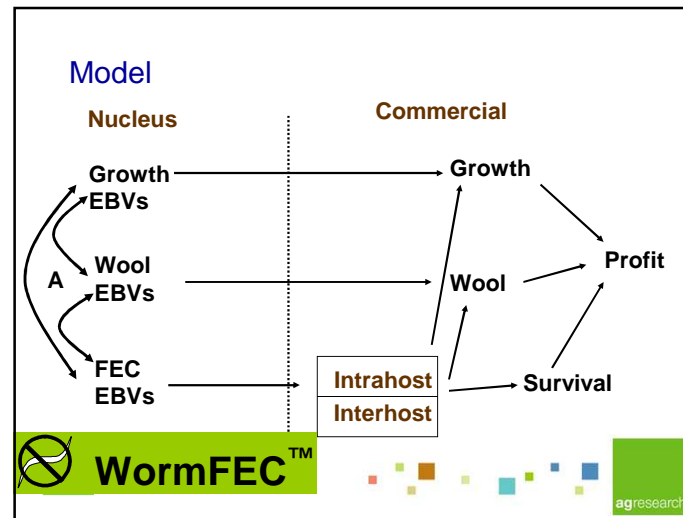 Model
Nucleus
Commercial
Growth
EBVs
Growth
A
Wool
EBVs
Wool
Profit
FEC
EBVs
Intrahost
Interhost
Survival
WormFEC™
agresearch